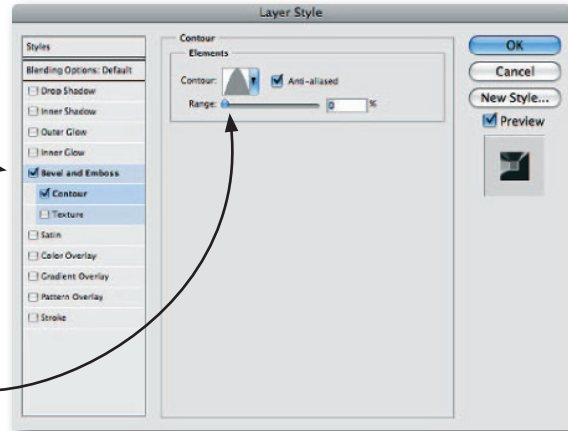 Layer Style
Styles
Blending Options: Default
Drop Shadow
Inner Shadow
Outer Glow
Inner Glow
Bevel and Emboss
Contour
Texture
Satin
Color Overlay
Gradient Overlay
Pattern Overlay
Stroke
Contour
Elements
Contour: Anti-aliased
Range: 0 %
OK
Cancel
New Style...
Preview